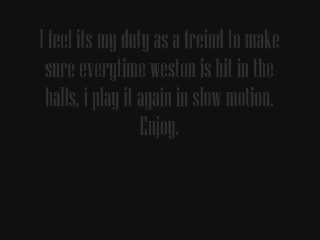 I feel its my duty as a freind to make
sure everytime weston is hit in the
balls, i play it again in slow motion.
Enjoy.